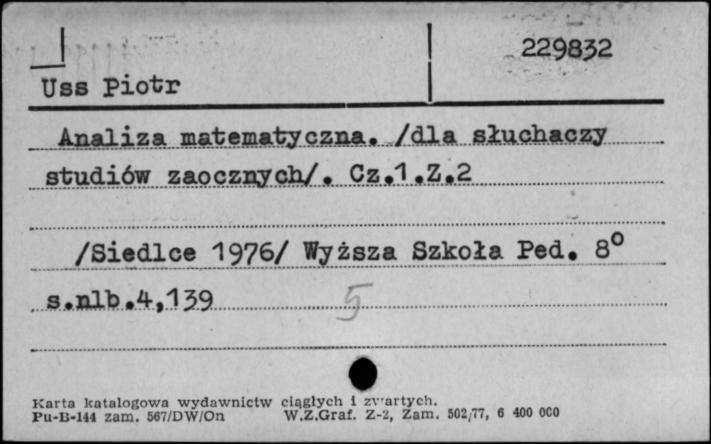 229832
Uss Piotr
Analiza matematyczna. /dla słuchaczy
studiów zaocznych/. Cz.1.Z.2
/Siedlce 1976/ Wyższa Szkoła Ped. 8°
s.nlb.4,139
5
Karta katalogowa wydawnictw ciągłych i zwartych.
Pu-B-144 zam. 567/DW/On W.Z.Graf. Z-2, Zam. 502/77, 6 400 000